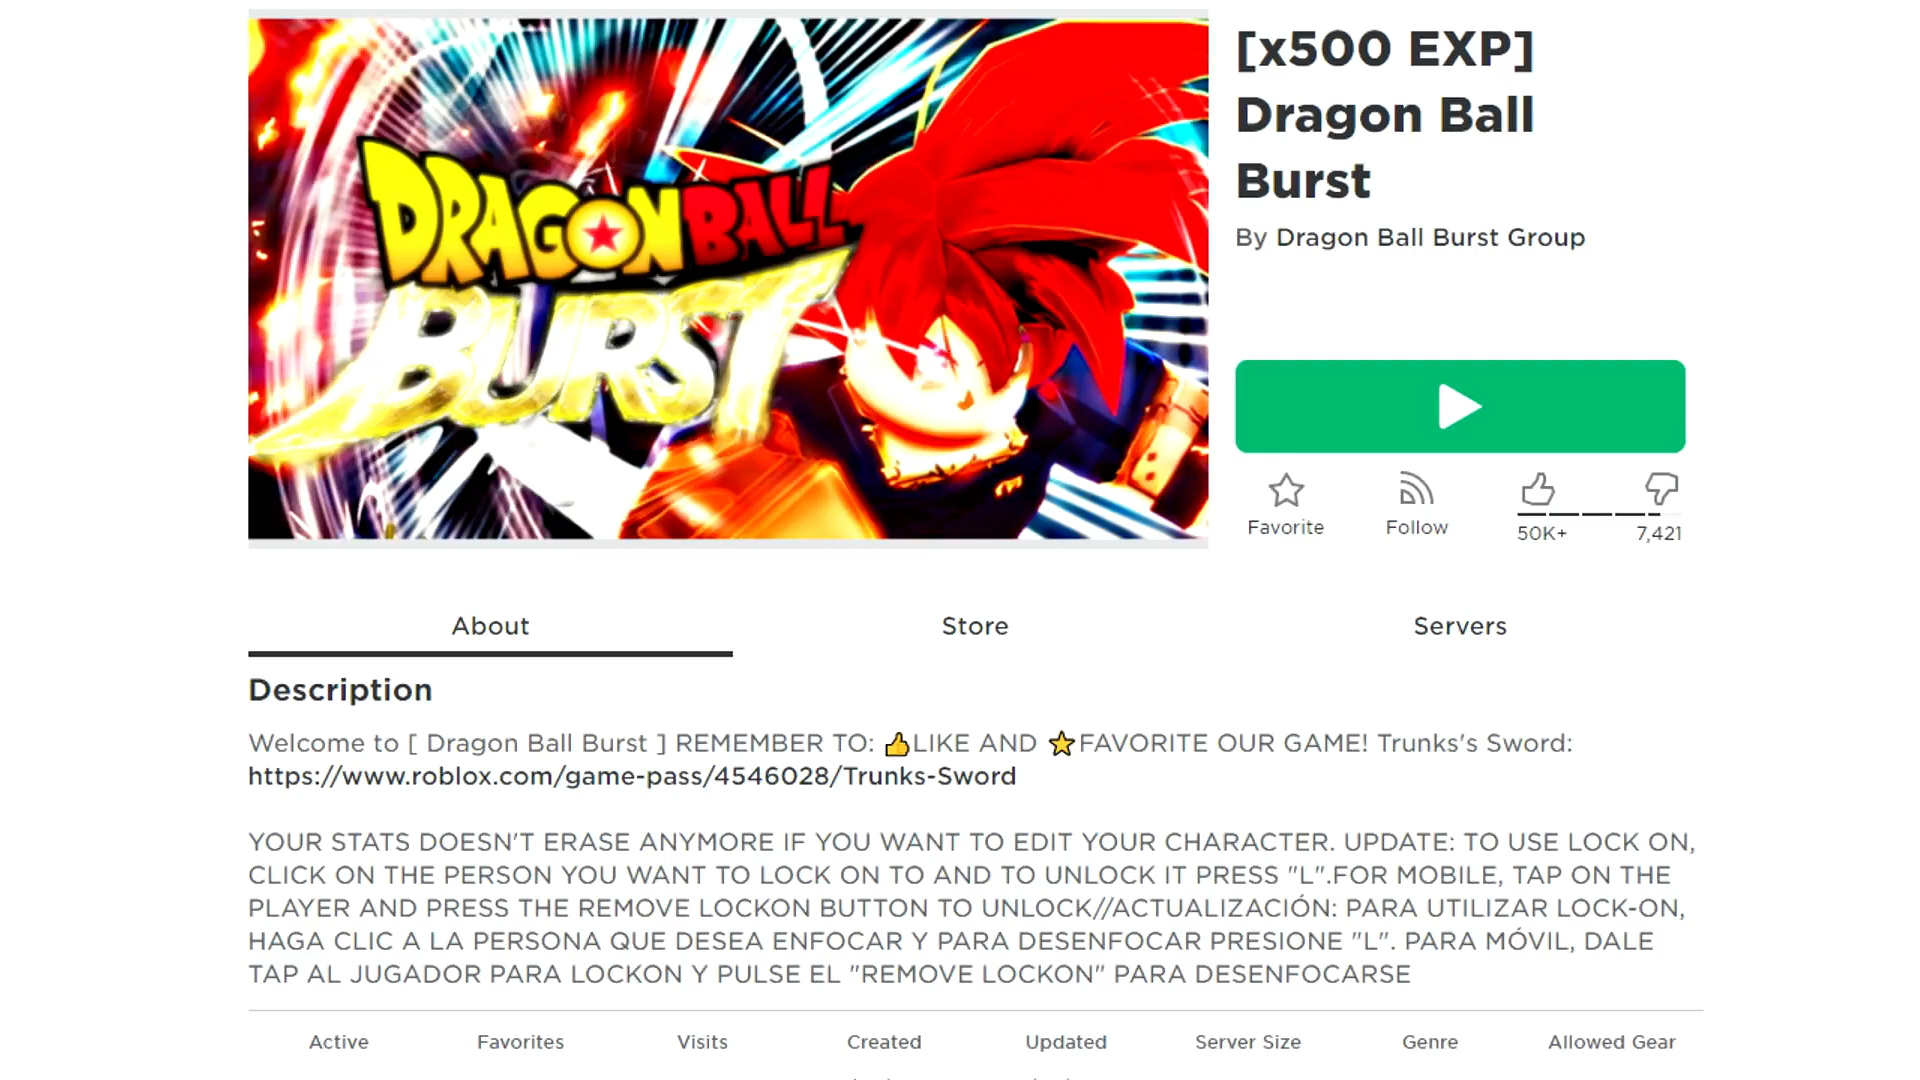 DRAGON BALL
BURST
[x500 EXP]
Dragon Ball
Burst
By Dragon Ball Burst Group
Favorite
Follow
50K+
7,421
About
Store
Servers
Description
Welcome to [ Dragon Ball Burst ] REMEMBER TO: 👍LIKE AND ⭐FAVORITE OUR GAME! Trunks's Sword:
https://www.roblox.com/game-pass/4546028/Trunks-Sword
YOUR STATS DOESN'T ERASE ANYMORE IF YOU WANT TO EDIT YOUR CHARACTER. UPDATE: TO USE LOCK ON,
CLICK ON THE PERSON YOU WANT TO LOCK ON TO AND TO UNLOCK IT PRESS "L".FOR MOBILE, TAP ON THE
PLAYER AND PRESS THE REMOVE LOCKON BUTTON TO UNLOCK//ACTUALIZACIÓN: PARA UTILIZAR LOCK-ON,
HAGA CLIC A LA PERSONA QUE DESEA ENFOCAR Y PARA DESENFOCAR PRESIONE "L". PARA MÓVIL, DALE
TAP AL JUGADOR PARA LOCKON Y PULSE EL "REMOVE LOCKON" PARA DESENFOCARSE
Active
Favorites
Visits
Created
Updated
Server Size
Genre
Allowed Gear